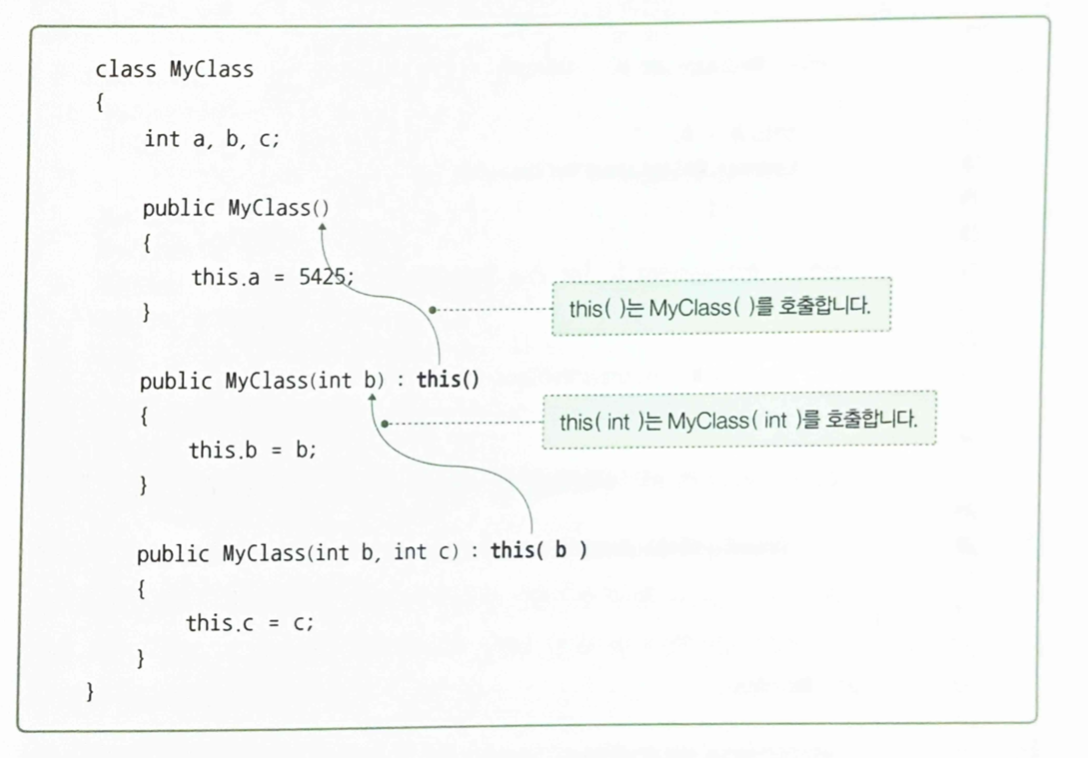 class MyClass
{
int a, b, c;
public MyClass()
{
this.a = 5425;
}
this( )는 MyClass( )를 호출합니다.
public MyClass(int b) : this()
{
this( int )는 MyClass( int )를 호출합니다.
this.b = b;
}
public MyClass(int b, int c) : this( b )
{
this.c = c;
}
}